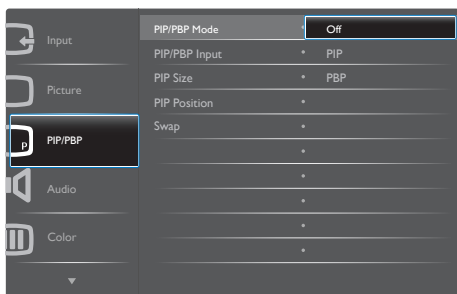 Input
Picture
PIP/PBP
Audio
Color
PIP/PBP Mode • Off
PIP/PBP Input • PIP
PIP Size • PBP
PIP Position •
Swap •
•
•
•
•
•